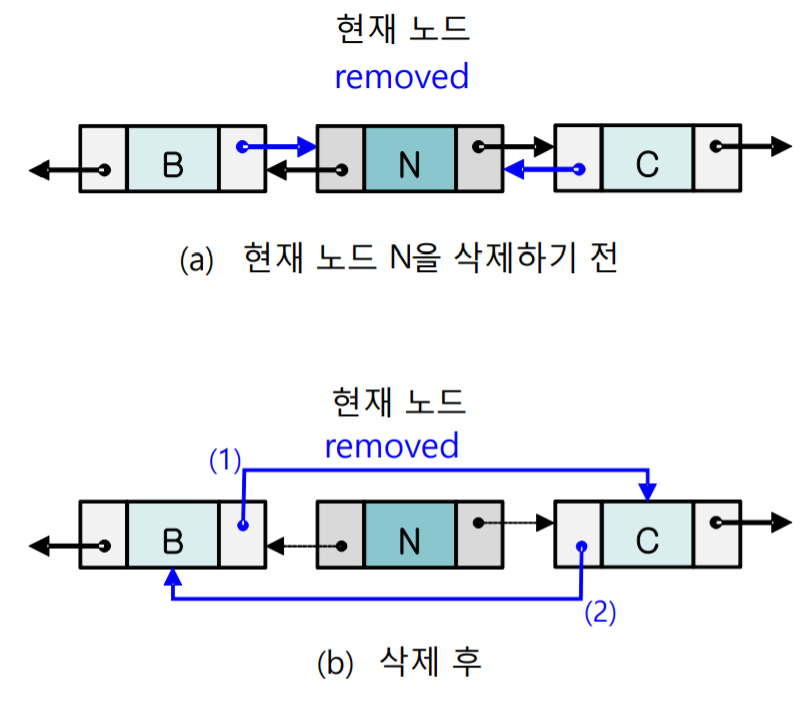 현재 노드
removed
B
N
C
(a) 현재 노드 N을 삭제하기 전
현재 노드
removed
(1)
B
N
C
(2)
(b) 삭제 후